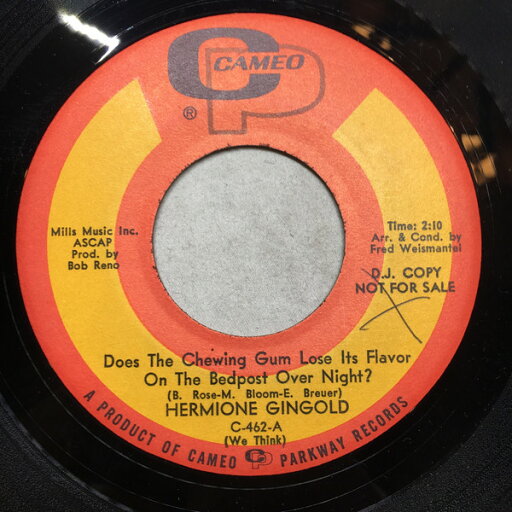 CAMEO
®
Mills Music Inc.
ASCAP
Prod. by
Bob Reno
Time: 2:10
Arr. & Cond. by
Fred Weismantel
D.J. COPY
NOT FOR SALE
Does The Chewing Gum Lose Its Flavor
On The Bedpost Over Night?
(B. Rose-M. Bloom-E. Breuer)
HERMIONE GINGOLD
C-462-A
(We Think)
A PRODUCT OF CAMEO CP PARKWAY RECORDS